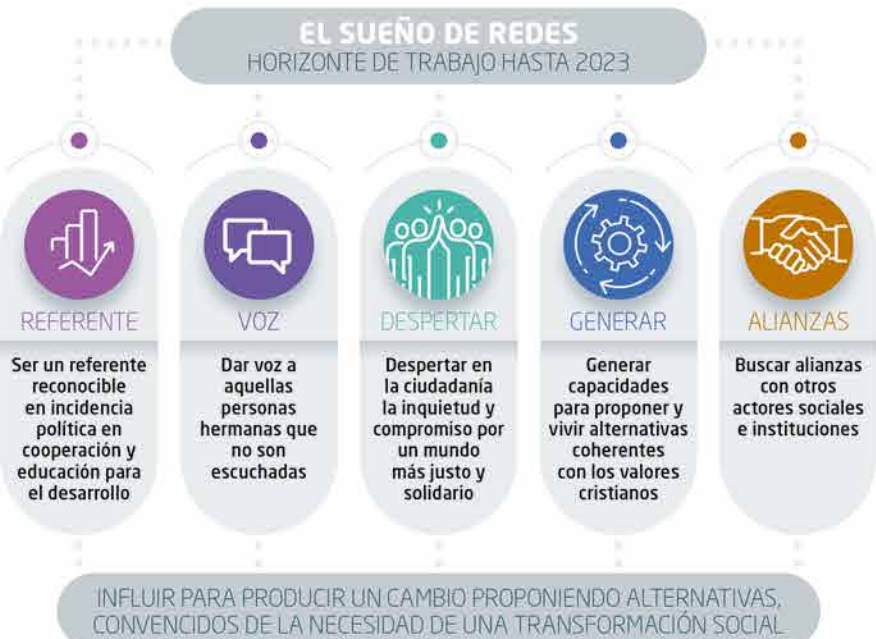 EL SUEÑO DE REDES
HORIZONTE DE TRABAJO HASTA 2023
REFERENTE
Ser un referente
reconocible
en incidencia
política en
cooperación y
educación para
el desarrollo
VOZ
Dar voz a
aquellas
personas
hermanas que
no son
escuchadas
DESPERTAR
Despertar en
la ciudadanía
la inquietud y
compromiso por
un mundo
más justo y
solidario
GENERAR
Generar
capacidades
para proponer y
vivir alternativas
coherentes
con los valores
cristianos
ALIANZAS
Buscar alianzas
con otros
actores sociales
e instituciones
INFLUIR PARA PRODUCIR UN CAMBIO PROPONIENDO ALTERNATIVAS,
CONVENCIDOS DE LA NECESIDAD DE UNA TRANSFORMACIÓN SOCIAL